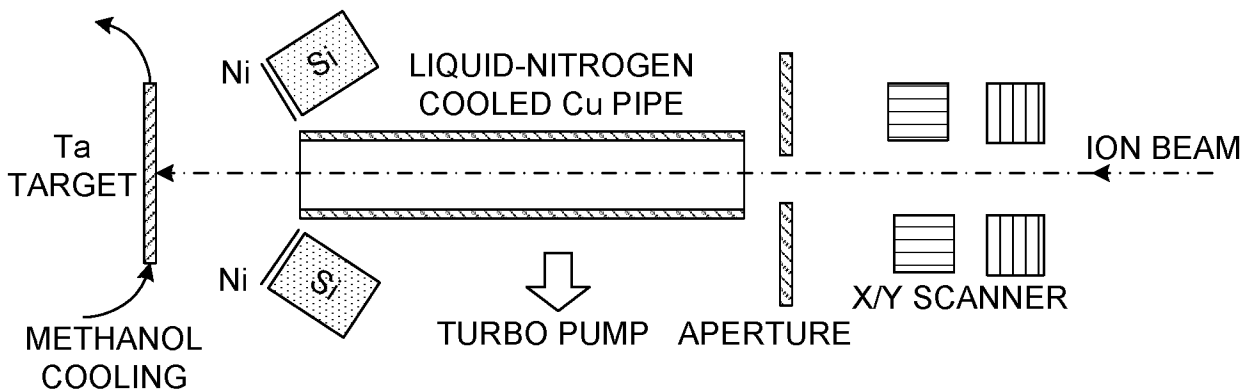 Si
Ni
LIQUID-NITROGEN
COOLED Cu PIPE
Ta
TARGET
ION BEAM
Ni
Si
X/Y SCANNER
TURBO PUMP
APERTURE
METHANOL
COOLING